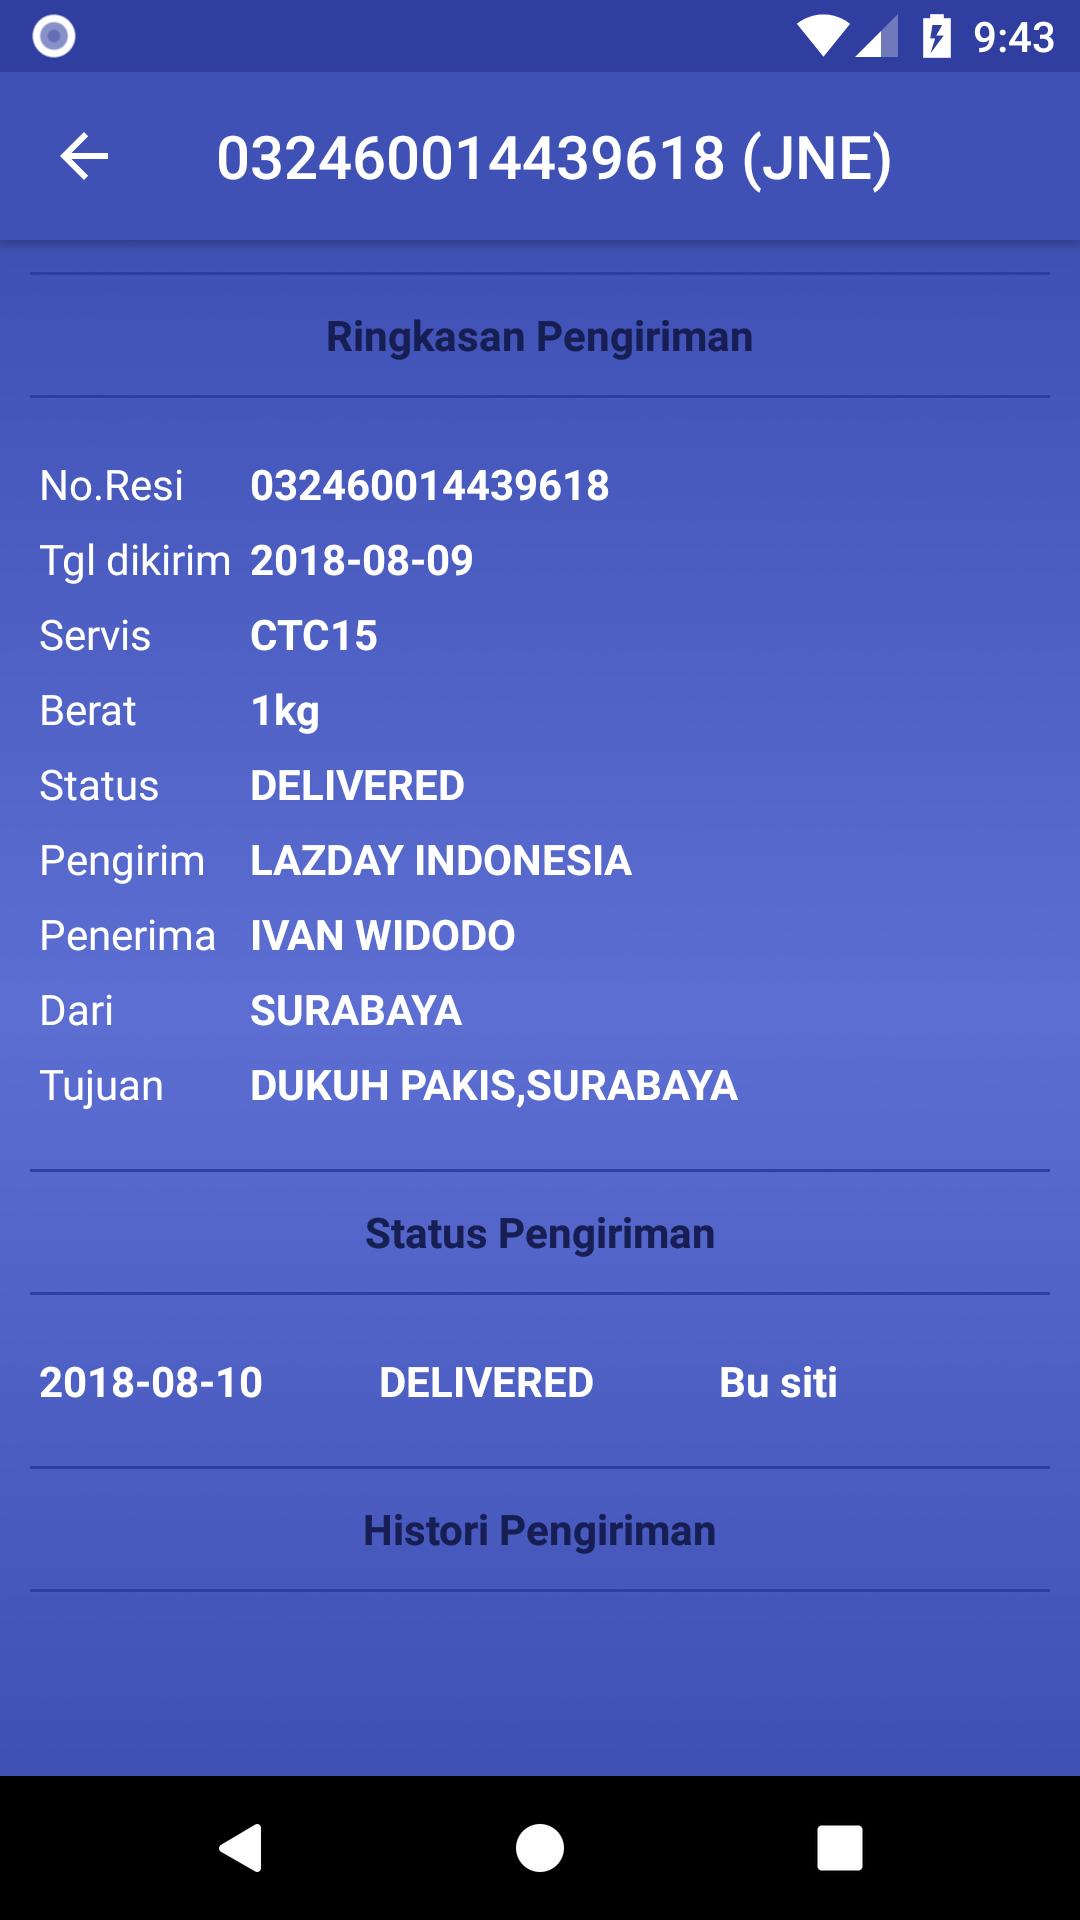 9:43
032460014439618 (JNE)
Ringkasan Pengiriman
No.Resi 032460014439618
Tgl dikirim 2018-08-09
Servis CTC15
Berat 1kg
Status DELIVERED
Pengirim LAZDAY INDONESIA
Penerima IVAN WIDODO
Dari SURABAYA
Tujuan DUKUH PAKIS,SURABAYA
Status Pengiriman
2018-08-10 DELIVERED Bu siti
Histori Pengiriman